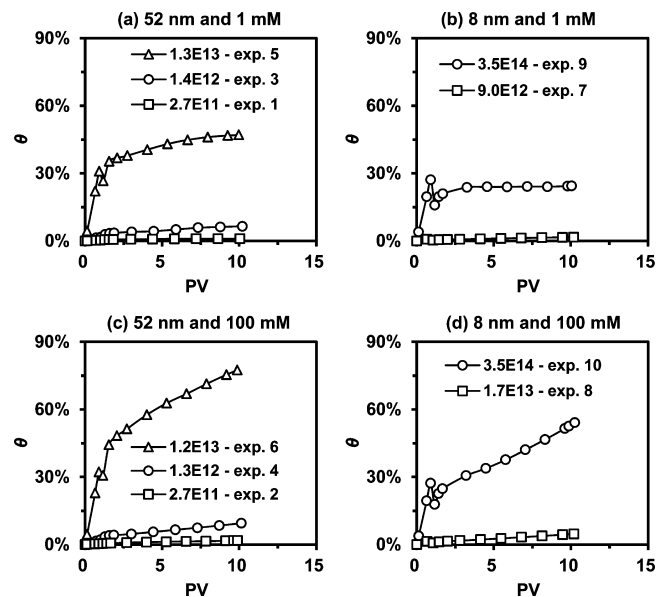 (a) 52 nm and 1 mM
90%
60%
30%
0%
θ
1.3E13 - exp. 5
1.4E12 - exp. 3
2.7E11 - exp. 1
0 5 10 15
PV
(b) 8 nm and 1 mM
90%
60%
30%
0%
θ
3.5E14 - exp. 9
9.0E12 - exp. 7
0 5 10 15
PV
(c) 52 nm and 100 mM
90%
60%
30%
0%
θ
1.2E13 - exp. 6
1.3E12 - exp. 4
2.7E11 - exp. 2
0 5 10 15
PV
(d) 8 nm and 100 mM
90%
60%
30%
0%
θ
3.5E14 - exp. 10
1.7E13 - exp. 8
0 5 10 15
PV